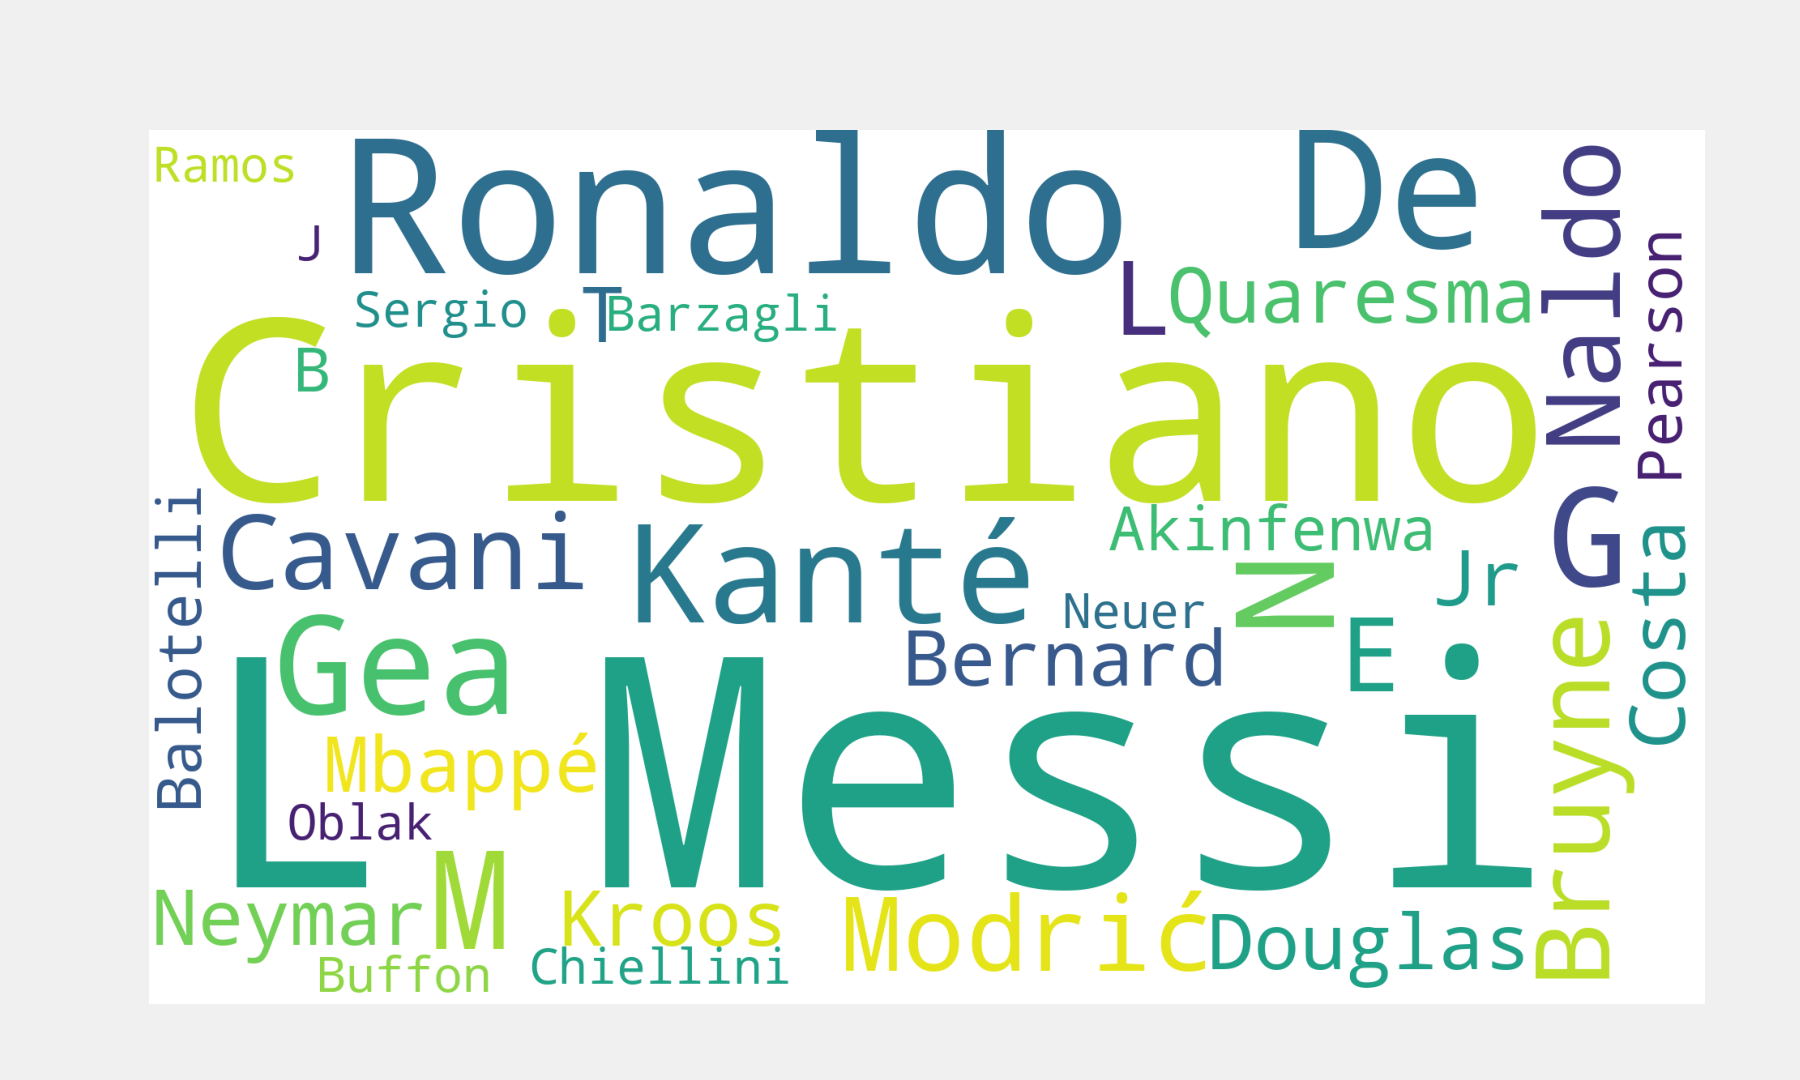 Ramos
J
Ronaldo
De
Naldo
Sergio
T
Barzagli
L
Quaresma
Pearson
B
Cristiano
G
Balotelli
Cavani
Kanté
Akinfenwa
N
Jr
Costa
Neuer
Gea
Bernard
E
Bruyne
L Messi
Mbappé
Oblak
M
Neymar
Kroos
Modrić
Douglas
Buffon
Chiellini